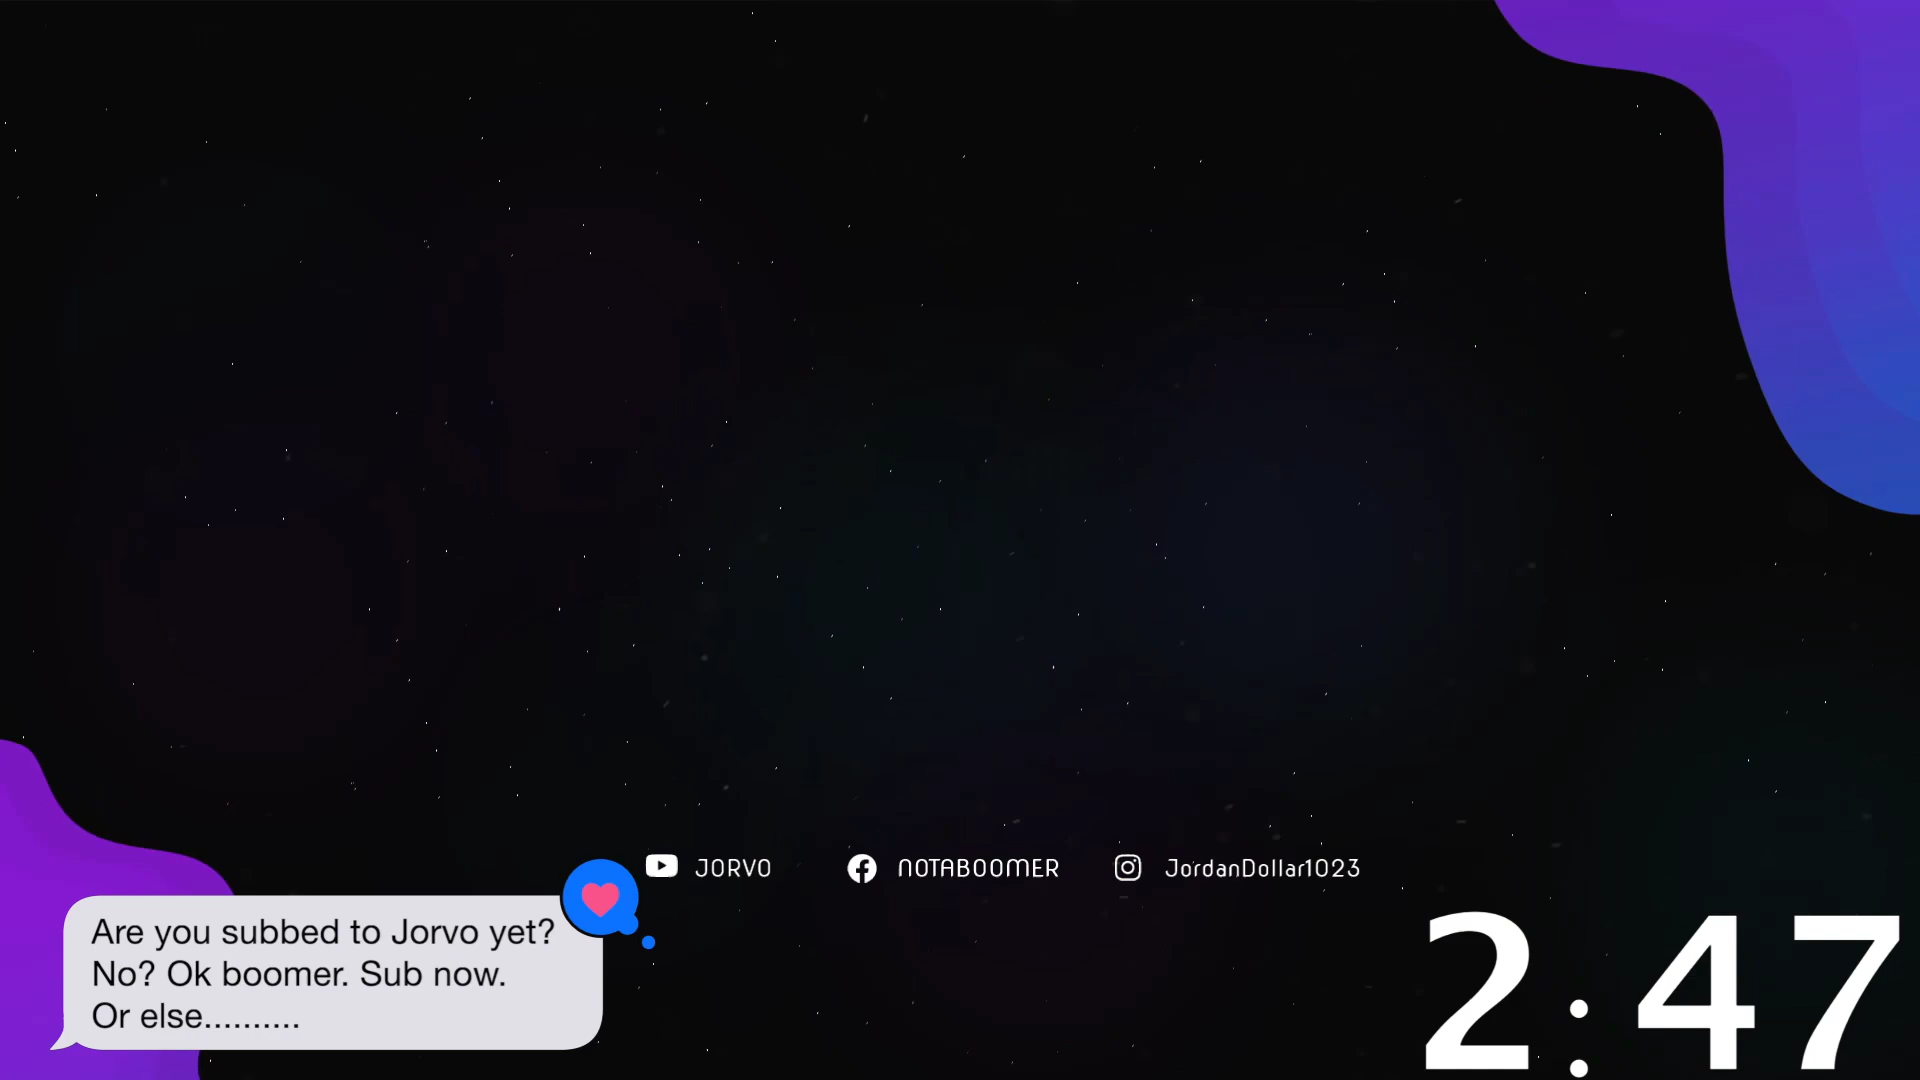 JORVO NOTABOOMER JordanDollar1023
Are you subbed to Jorvo yet?
No? Ok boomer. Sub now.
Or else..........
2:47